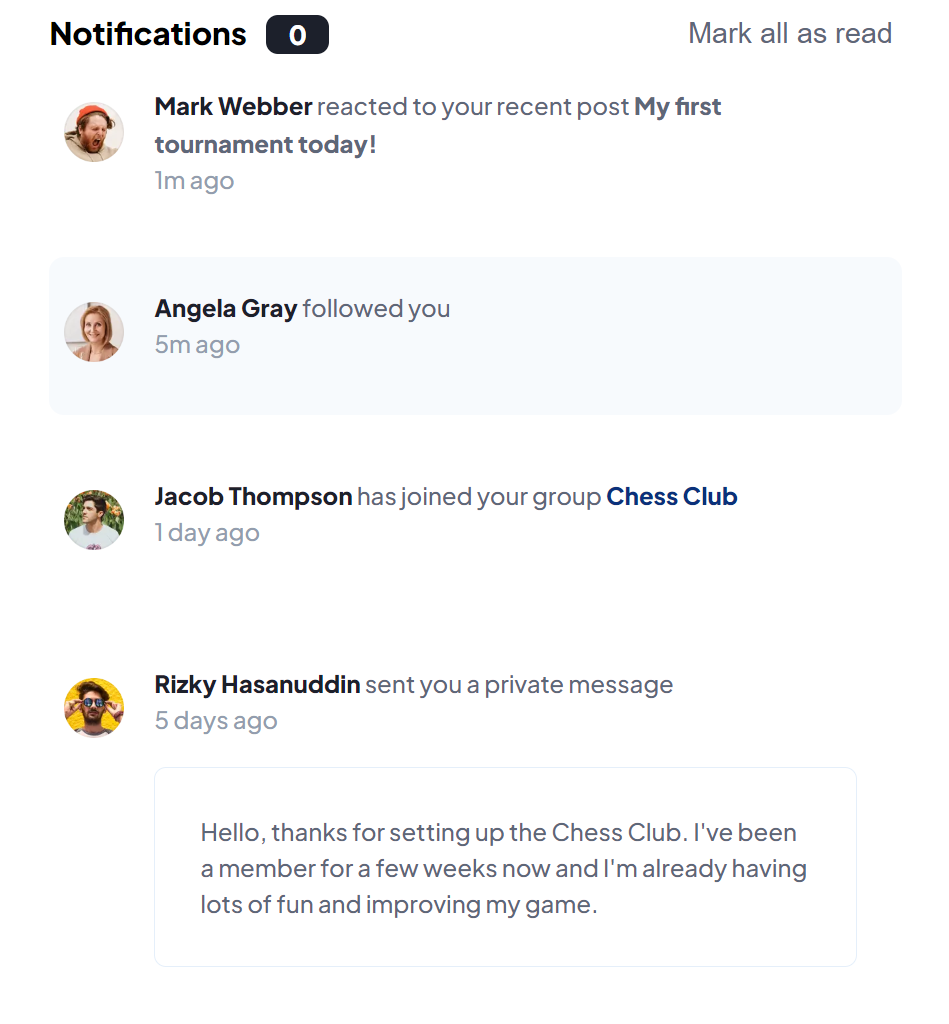 Notifications 0 Mark all as read
Mark Webber reacted to your recent post My first
tournament today!
1m ago
Angela Gray followed you
5m ago
Jacob Thompson has joined your group Chess Club
1 day ago
Rizky Hasanuddin sent you a private message
5 days ago
Hello, thanks for setting up the Chess Club. I've been
a member for a few weeks now and I'm already having
lots of fun and improving my game.